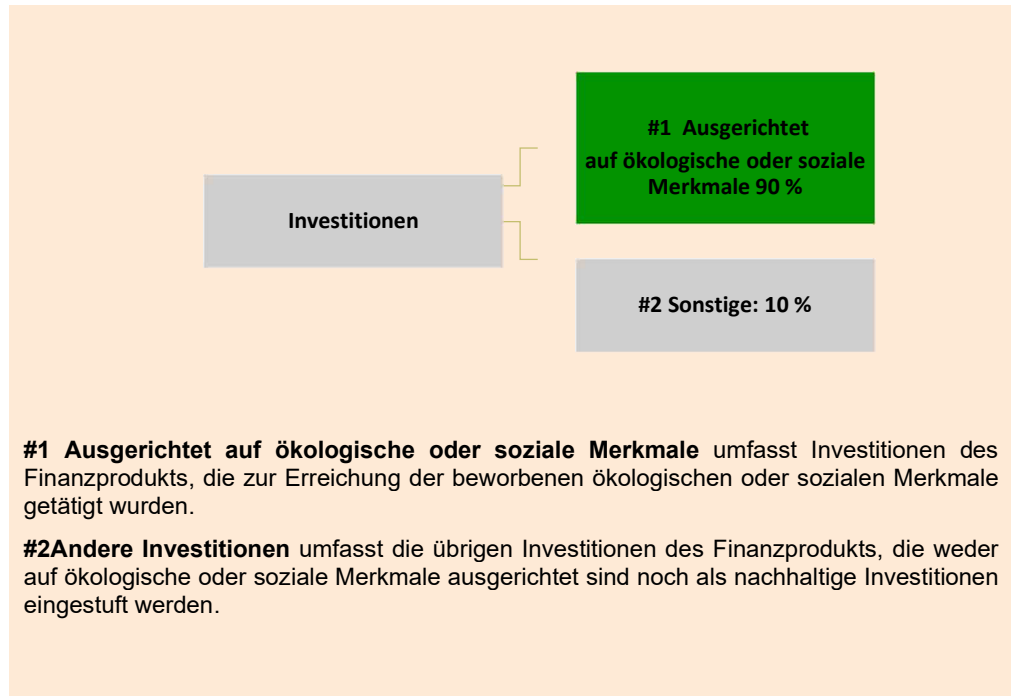 #1 Ausgerichtet
auf ökologische oder soziale
Merkmale 90 %
Investitionen
#2 Sonstige: 10 %
#1 Ausgerichtet auf ökologische oder soziale Merkmale umfasst Investitionen des
Finanzprodukts, die zur Erreichung der beworbenen ökologischen oder sozialen Merkmale
getätigt wurden.
#2Andere Investitionen umfasst die übrigen Investitionen des Finanzprodukts, die weder
auf ökologische oder soziale Merkmale ausgerichtet sind noch als nachhaltige Investitionen
eingestuft werden.